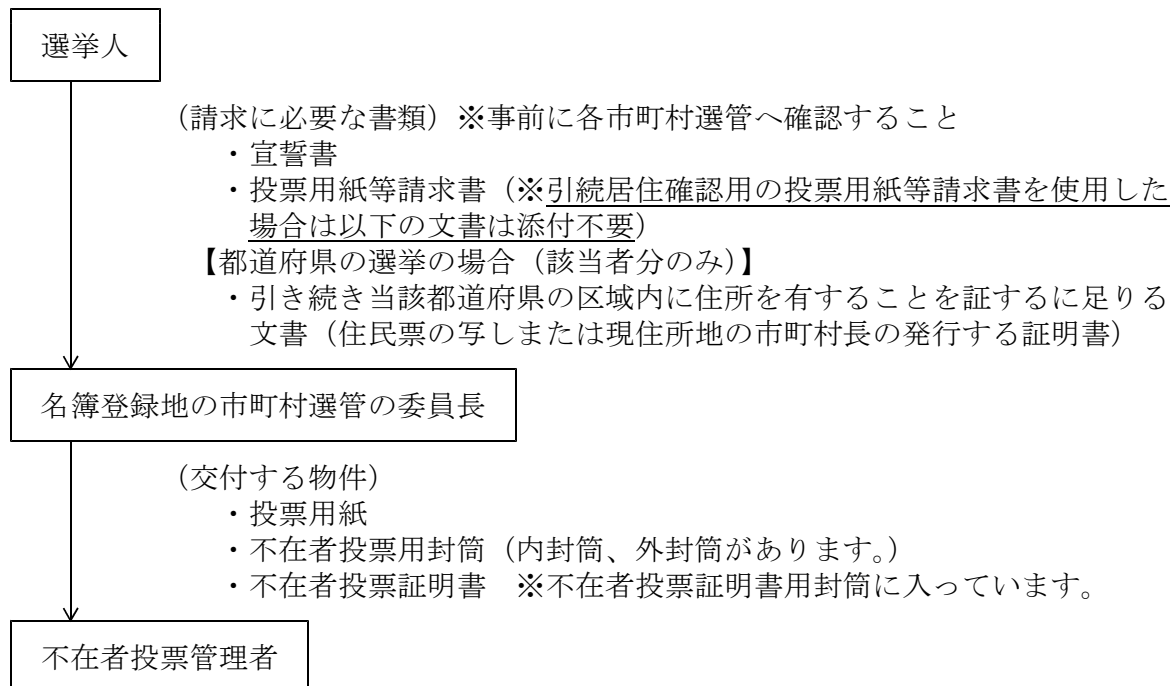 選挙人
（請求に必要な書類）※事前に各市町村選管へ確認すること
・宣誓書
・投票用紙等請求書（※引続居住確認用の投票用紙等請求書を使用した
場合は以下の文書は添付不要）
【都道府県の選挙の場合（該当者分のみ）】
・引き続き当該都道府県の区域内に住所を有することを証するに足りる
文書（住民票の写しまたは現住所地の市町村長の発行する証明書）
名簿登録地の市町村選管の委員長
（交付する物件）
・投票用紙
・不在者投票用封筒（内封筒、外封筒があります。）
・不在者投票証明書　※不在者投票証明書用封筒に入っています。
不在者投票管理者